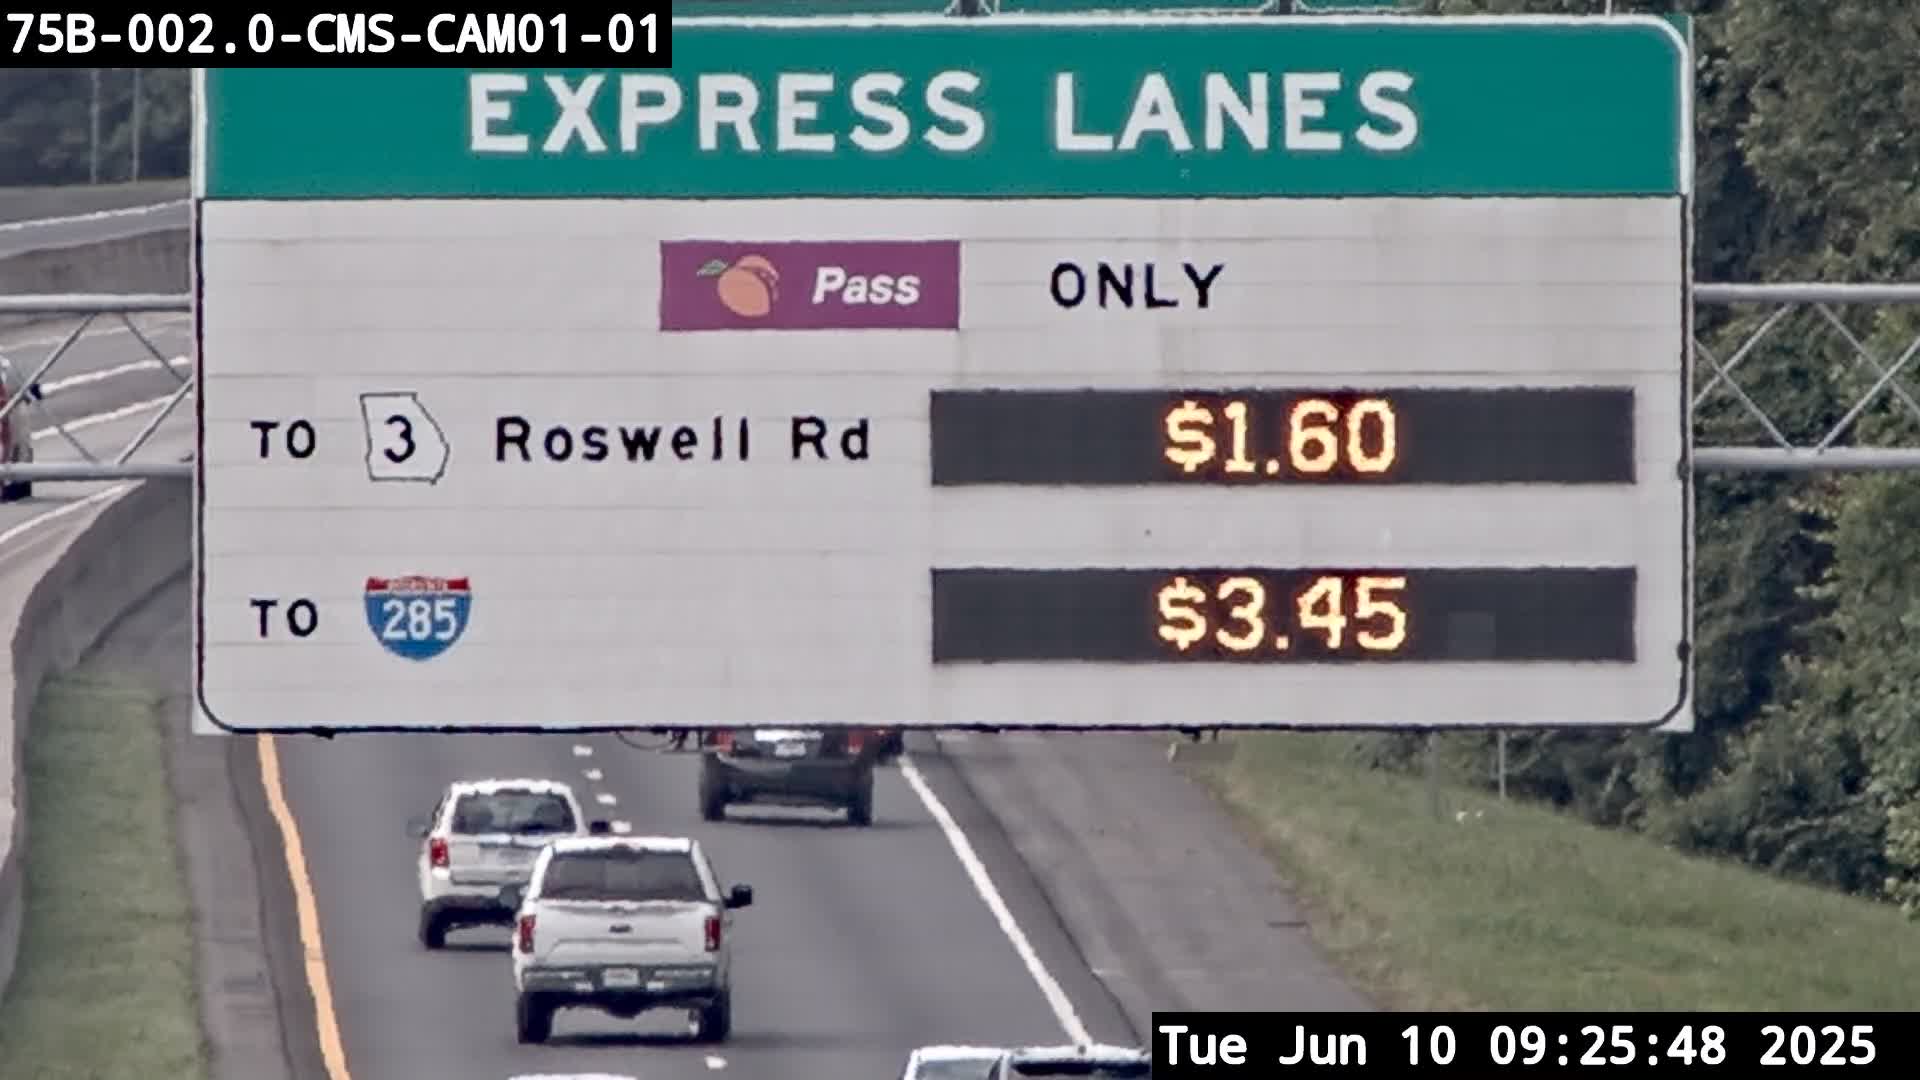 75B-002.0-CMS-CAM01-01
EXPRESS LANES
Pass ONLY
TO 3 Roswell Rd $1.60
TO 285 $3.45
Tue Jun 10 09:25:48 2025